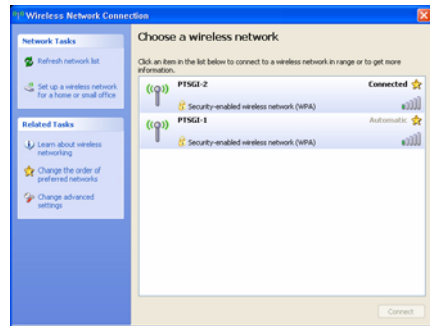 Wireless Network Connection
Network Tasks
Refresh network list
Set up a wireless network
for a home or small office
Related Tasks
Learn about wireless
networking
Change the order of
preferred networks
Change advanced
settings
Choose a wireless network
Click an item in the list below to connect to a wireless network in range or to get more
information.
PTSGI-2
Connected
Security-enabled wireless network (WPA)
PTSGI-1
Automatic
Security-enabled wireless network (WPA)
Connect